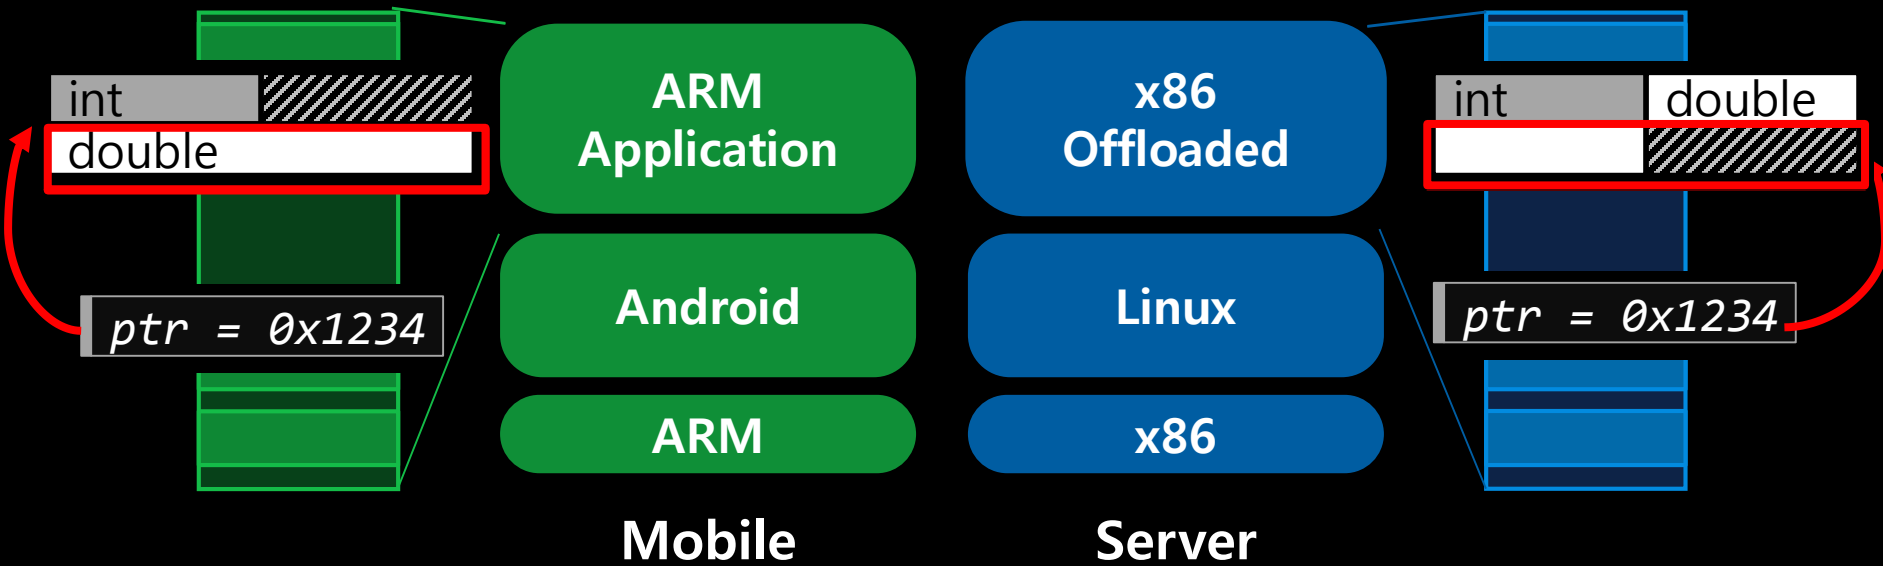 int
double
ptr = 0x1234
ARM
Application
Android
ARM
Mobile
x86
Offloaded
Linux
x86
Server
int double
ptr = 0x1234